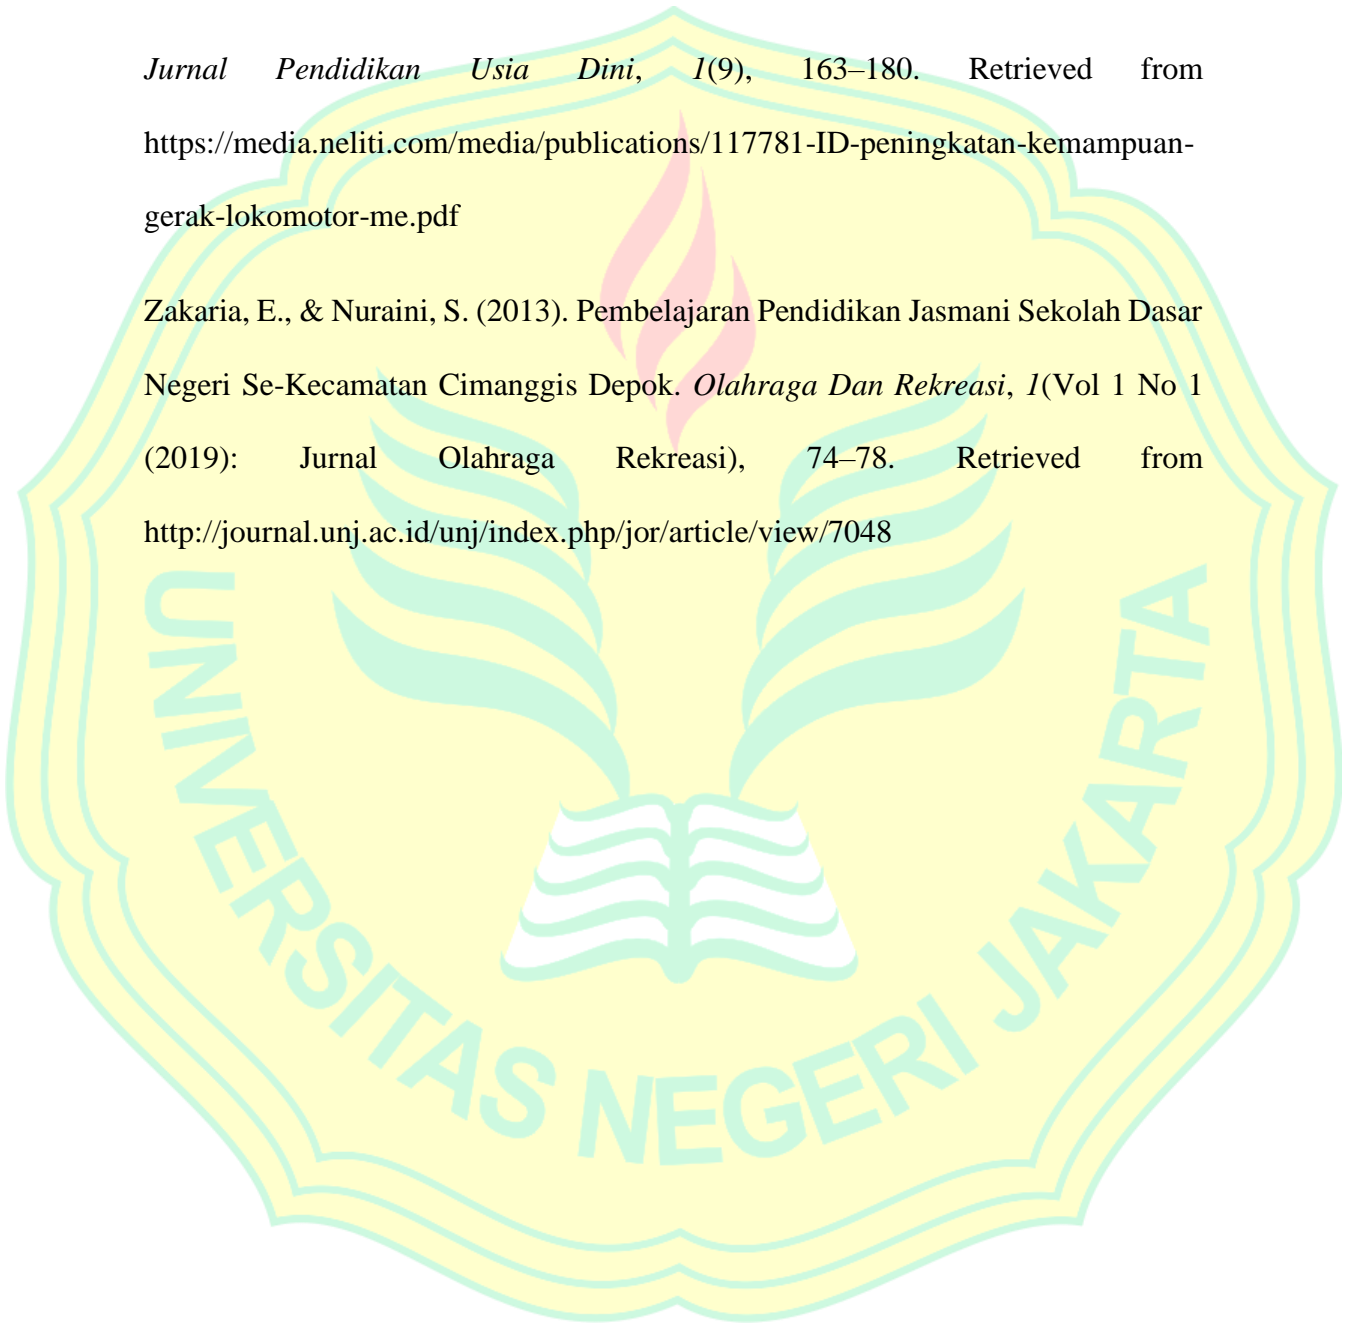 Jurnal Pendidikan Usia Dini, 1(9), 163–180. Retrieved from
https://media.neliti.com/media/publications/117781-ID-peningkatan-kemampuan-
gerak-lokomotor-me.pdf
Zakaria, E., & Nuraini, S. (2013). Pembelajaran Pendidikan Jasmani Sekolah Dasar
Negeri Se-Kecamatan Cimanggis Depok. Olahraga Dan Rekreasi, 1(Vol 1 No 1
(2019): Jurnal Olahraga Rekreasi), 74–78. Retrieved from
http://journal.unj.ac.id/unj/index.php/jor/article/view/7048
UNIVERSITAS NEGERI JAKARTA